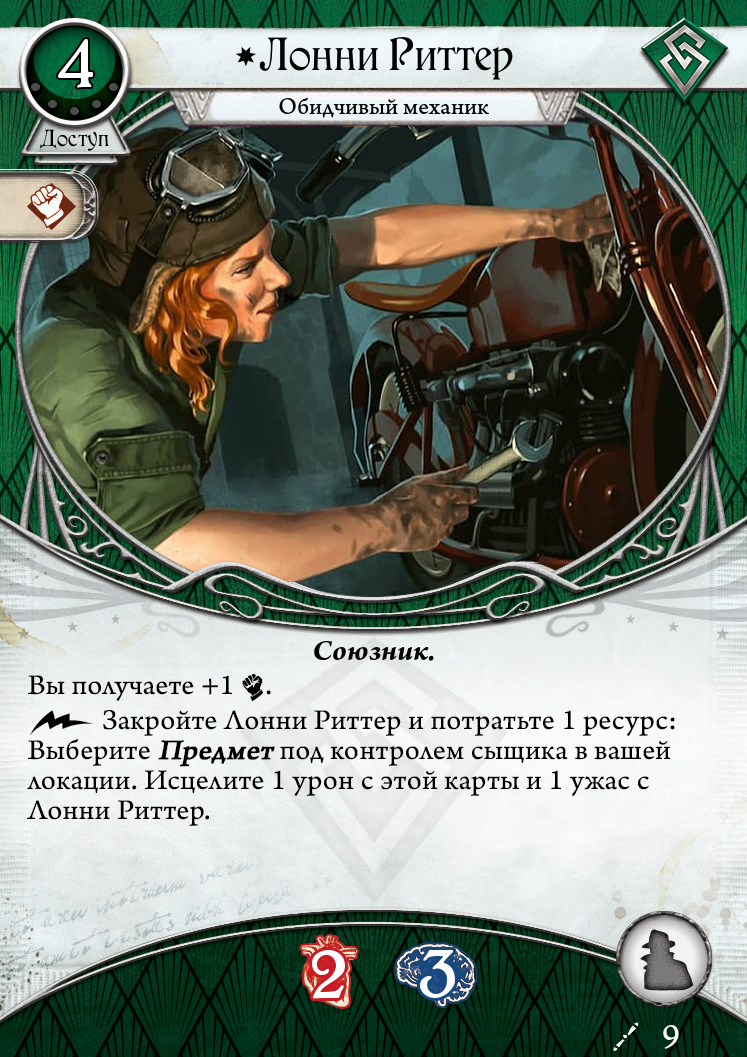 4
Лонни Риттер
Доступ
Обидчивый механик
Союзник.
Вы получаете +1 .
Закройте Лонни Риттер и потратьте 1 ресурс:
Выберите Предмет под контролем сыщика в вашей
локации. Исцелите 1 урон с этой карты и 1 ужас с
Лонни Риттер.
2
3
9